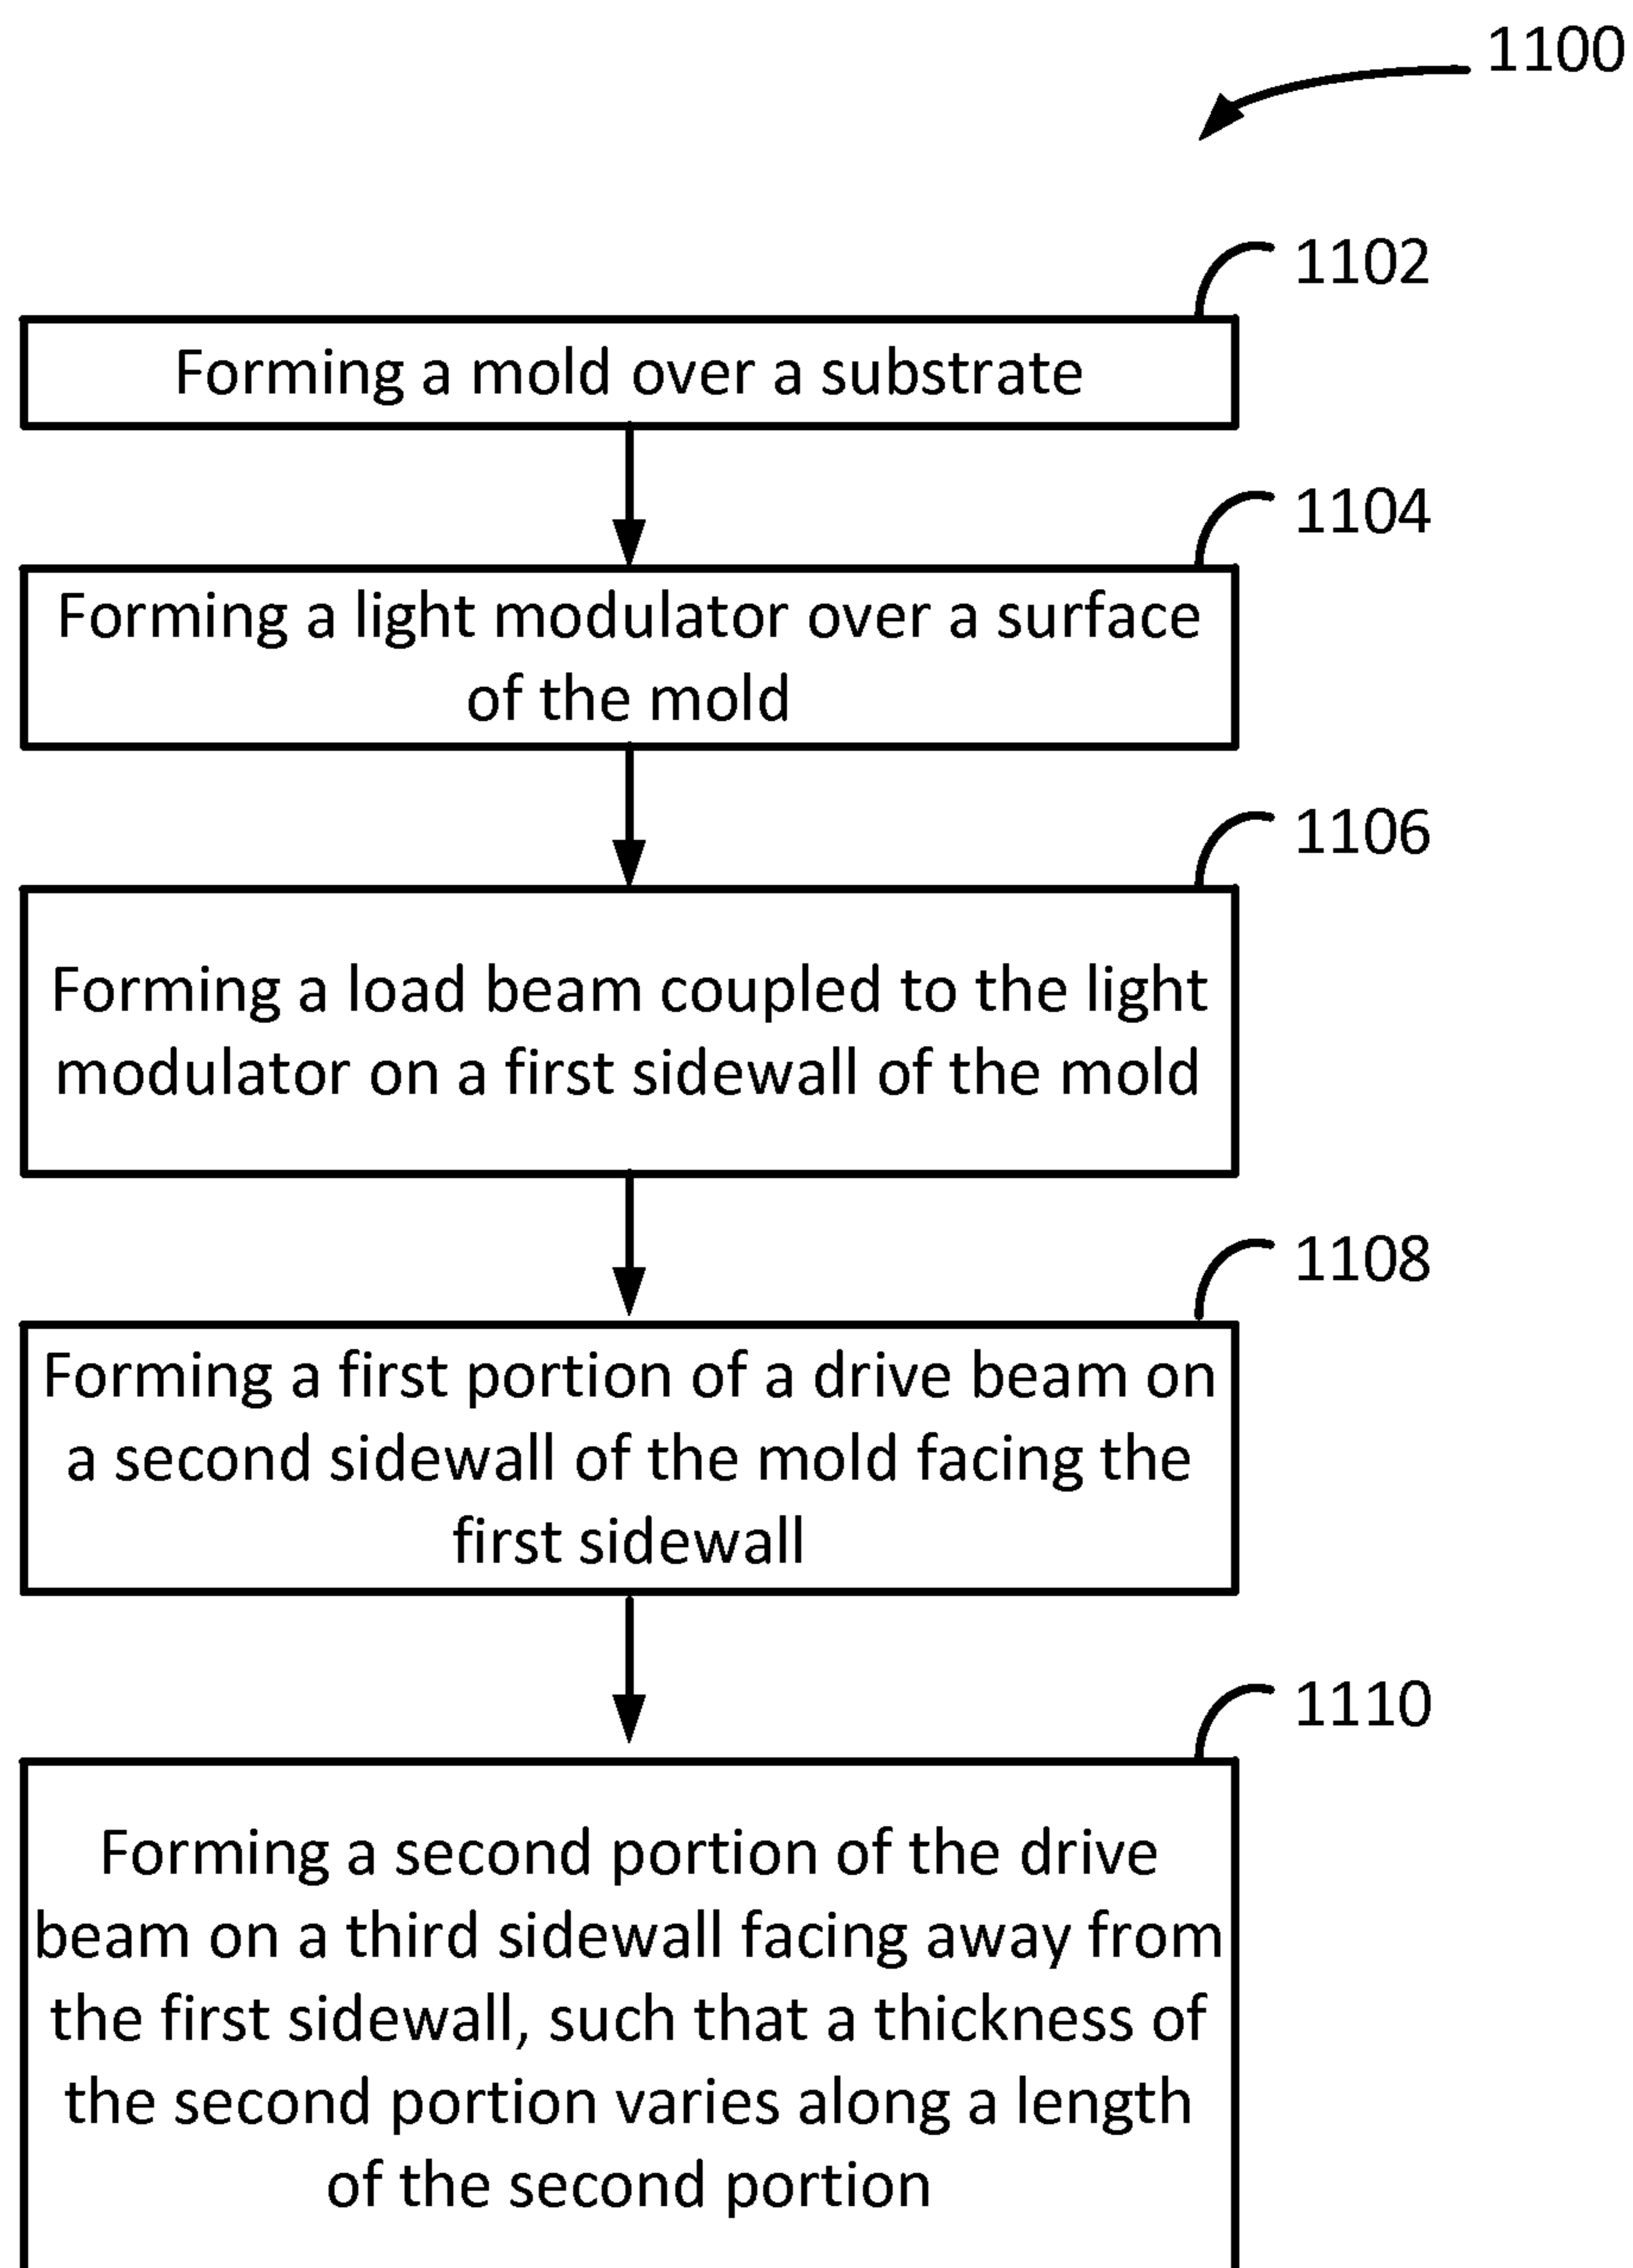 1100
1102
Forming a mold over a substrate
1104
Forming a light modulator over a surface
of the mold
1106
Forming a load beam coupled to the light
modulator on a first sidewall of the mold
1108
Forming a first portion of a drive beam on
a second sidewall of the mold facing the
first sidewall
1110
Forming a second portion of the drive
beam on a third sidewall facing away from
the first sidewall, such that a thickness of
the second portion varies along a length
of the second portion